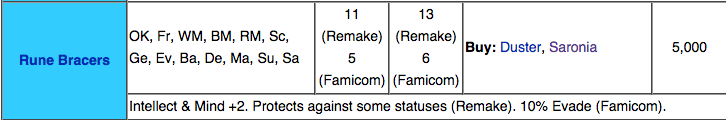 Rune Bracers
OK, Fr, WM, BM, RM, Sc,
Ge, Ev, Ba, De, Ma, Su, Sa
11
(Remake)
5
(Famicom)
13
(Remake)
6
(Famicom)
Buy: Duster, Saronia
5,000
Intellect & Mind +2. Protects against some statuses (Remake). 10% Evade (Famicom).